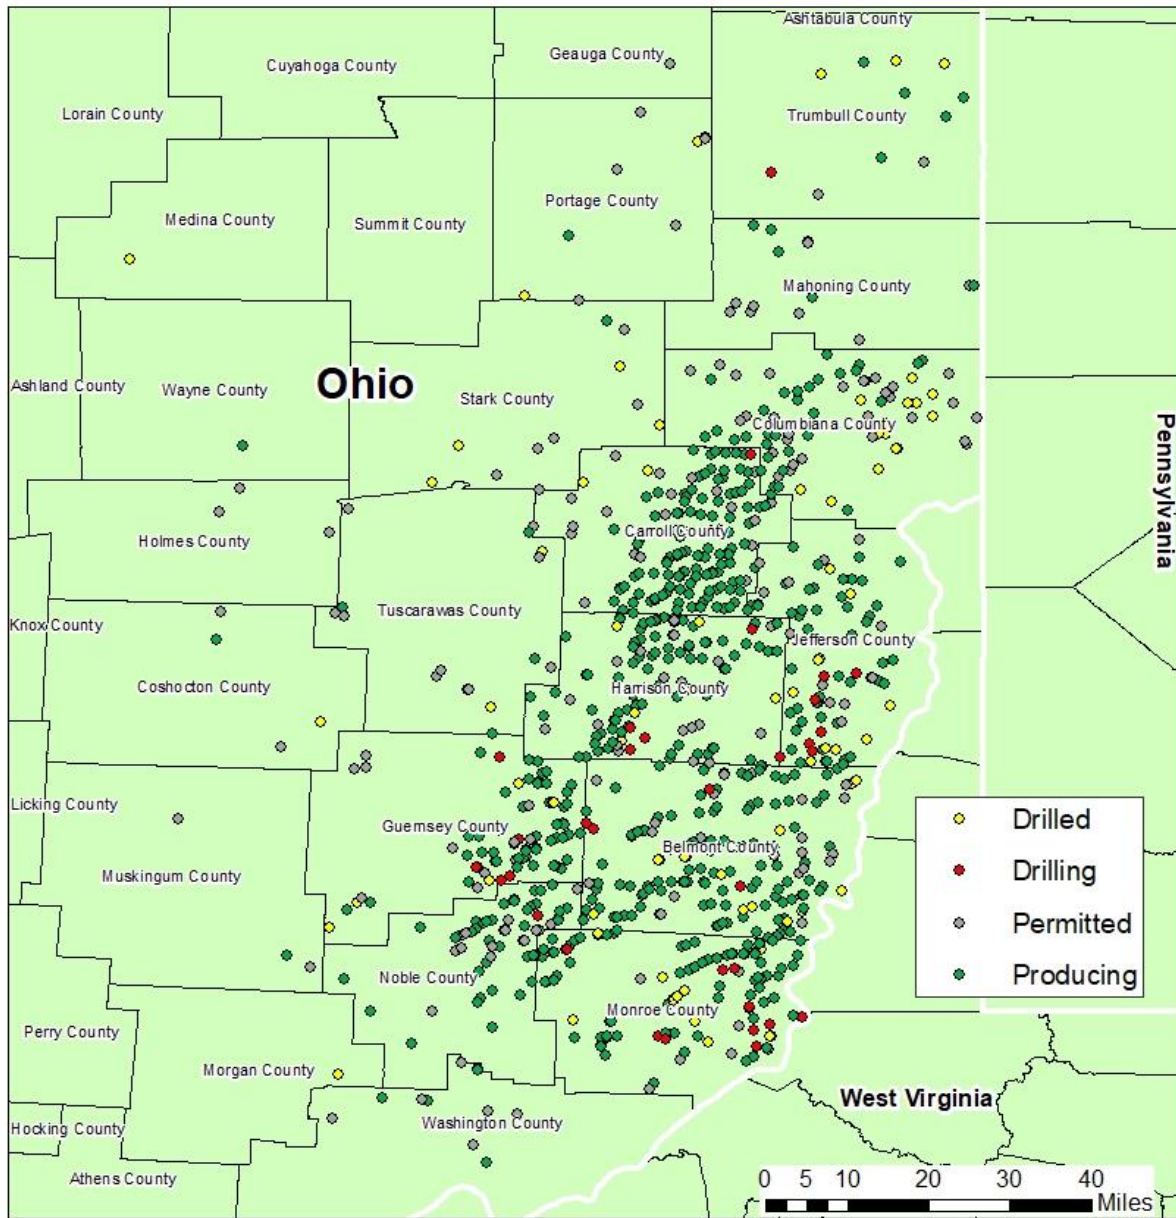 Ashtabula County
Geauga County
Cuyahoga County
Lorain County
Trumbull County
Portage County
Medina County
Summit County
Mahoning County
Ohio
Ashland County
Wayne County
Stark County
Columbiana County
Pennsylvania
Holmes County
Carroll County
Tuscarawas County
Knox County
Jefferson County
Coshocton County
Harrison County
Licking County
Guernsey County
Belmont County
Muskingum County
Drilled
Drilling
Permitted
Producing
Noble County
Monroe County
Perry County
Morgan County
West Virginia
Hocking County
Washington County
Athens County
0 5 10 20 30 40
Miles